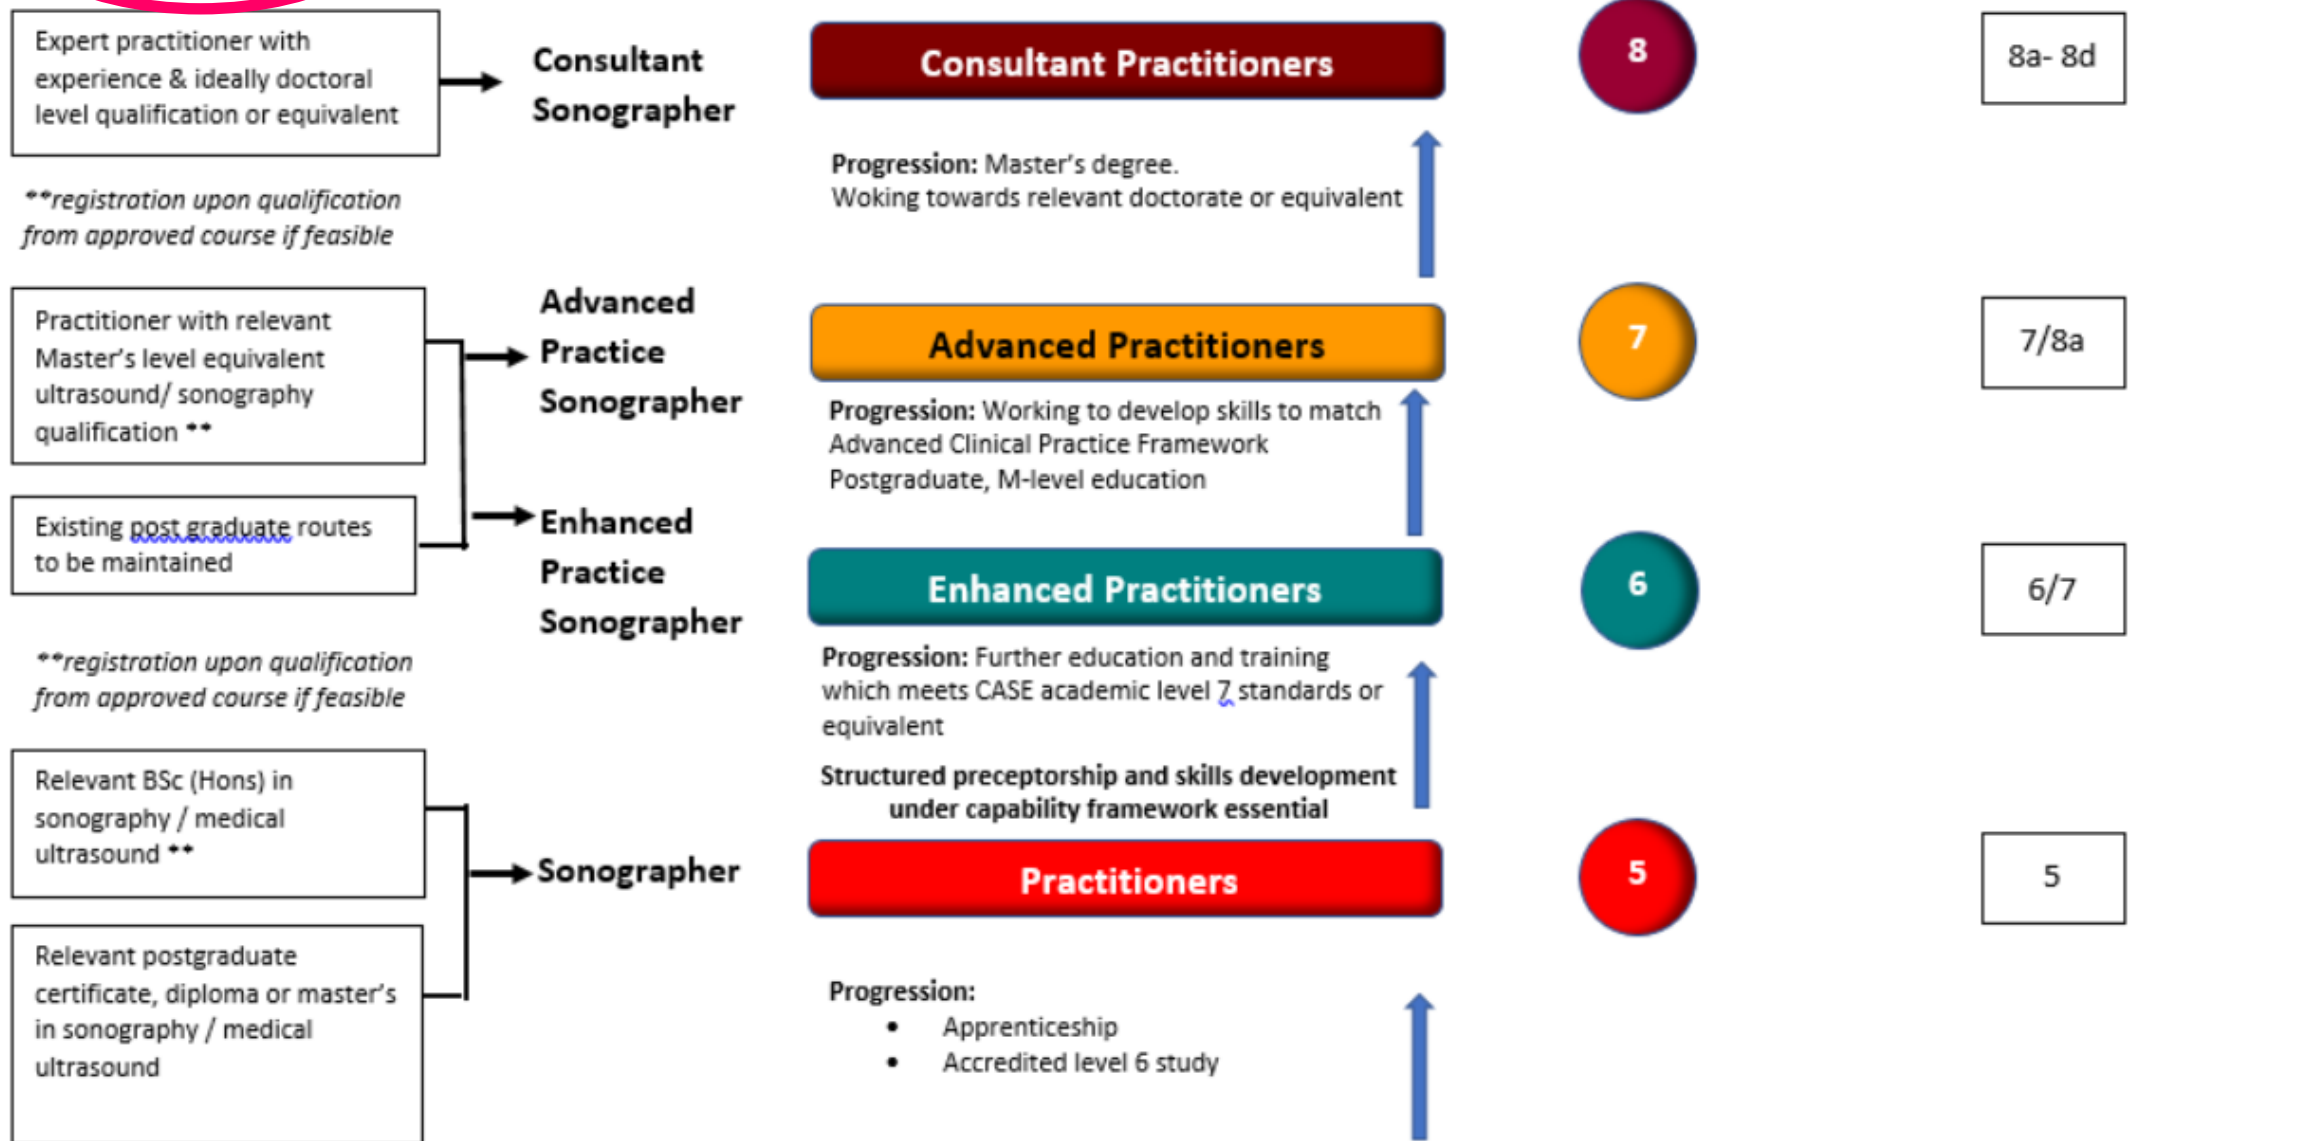 Expert practitioner with
experience & ideally doctoral
level qualification or equivalent
Consultant
Sonographer
Consultant Practitioners
8
8a- 8d
**registration upon qualification
from approved course if feasible
Progression: Master's degree.
Woking towards relevant doctorate or equivalent
Practitioner with relevant
Master's level equivalent
ultrasound/ sonography
qualification **
Advanced
Practice
Sonographer
Advanced Practitioners
7
7/8a
Progression: Working to develop skills to match
Advanced Clinical Practice Framework
Postgraduate, M-level education
Existing post graduate routes
to be maintained
Enhanced
Practice
Sonographer
Enhanced Practitioners
6
6/7
**registration upon qualification
from approved course if feasible
Progression: Further education and training
which meets CASE academic level 7 standards or
equivalent
Structured preceptorship and skills development
under capability framework essential
Relevant BSc (Hons) in
sonography / medical
ultrasound **
Sonographer
Practitioners
5
5
Relevant postgraduate
certificate, diploma or master's
in sonography / medical
ultrasound
Progression:
• Apprenticeship
• Accredited level 6 study